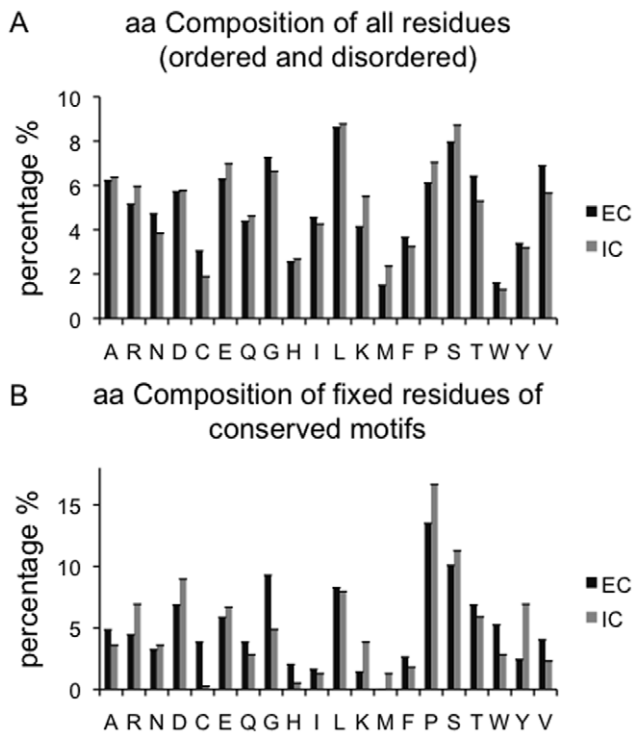 A
aa Composition of all residues
(ordered and disordered)
percentage %
10
8
6
4
2
0
A R N D C E Q G H I L K M F P S T W Y V
EC
IC
B
aa Composition of fixed residues of
conserved motifs
percentage %
15
10
5
0
A R N D C E Q G H I L K M F P S T W Y V
EC
IC